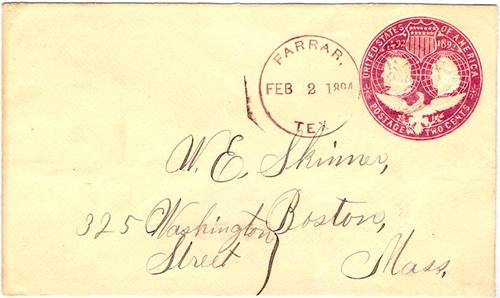 UNITED STATES OF AMERICA
1492 1892
POSTAGE TWO CENTS
FARRAR,
FEB 2 1894
TEX.
W. E. Skinner,
325 Washington Street
Boston,
Mass.